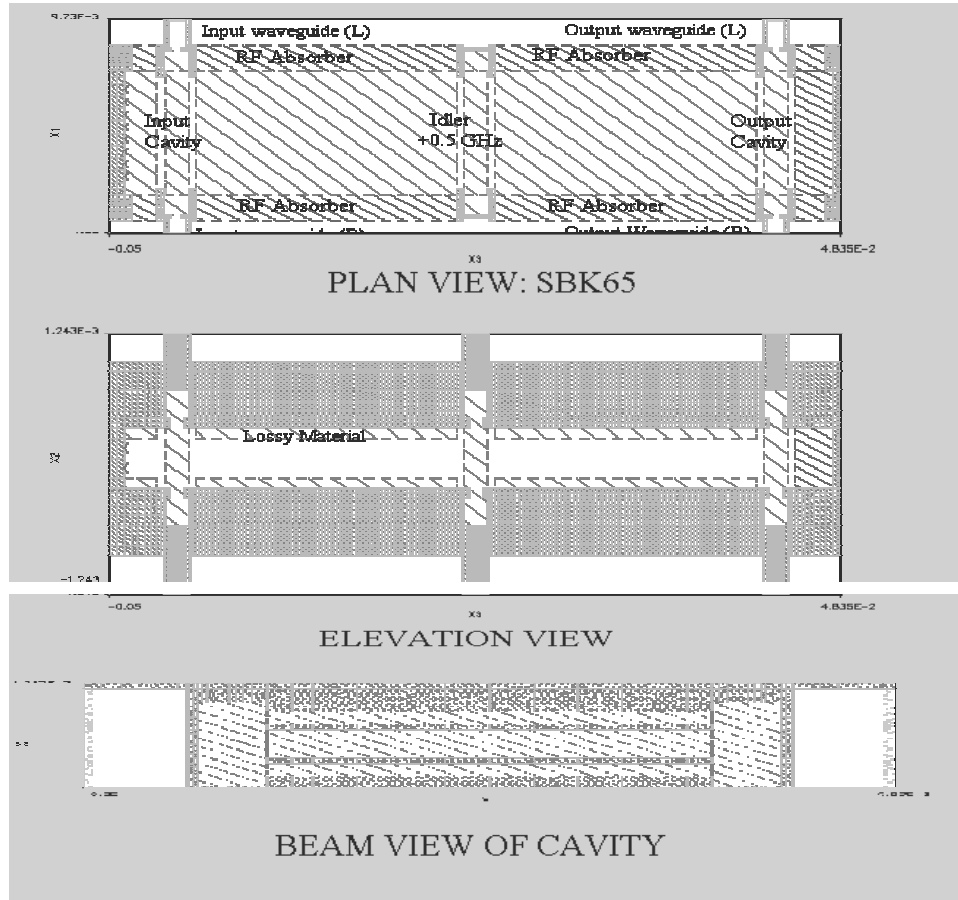 9.73E-3
Input waveguide (L) Output waveguide (L)
RF Absorber RF Absorber
Input Idler Output
Cavity +0.5 GHz Cavity
X1
RF Absorber RF Absorber
Output Waveguide (R)
-0.05 4.835E-2
X3
PLAN VIEW: SBK65
1.243E-3
Lossy Material
X2
-1.243
-0.05 4.835E-2
X3
ELEVATION VIEW
BEAM VIEW OF CAVITY